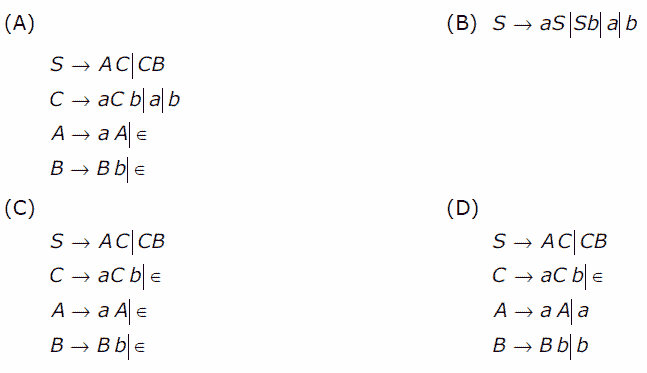 (A)
S → AC|CB
C → aC b|a|b
A → a A|∈
B → B b|∈
(B) S → aS|Sb|a|b
(C)
S → AC|CB
C → aC b|∈
A → a A|∈
B → B b|∈
(D)
S → AC|CB
C → aC b|∈
A → a A|a
B → B b|b